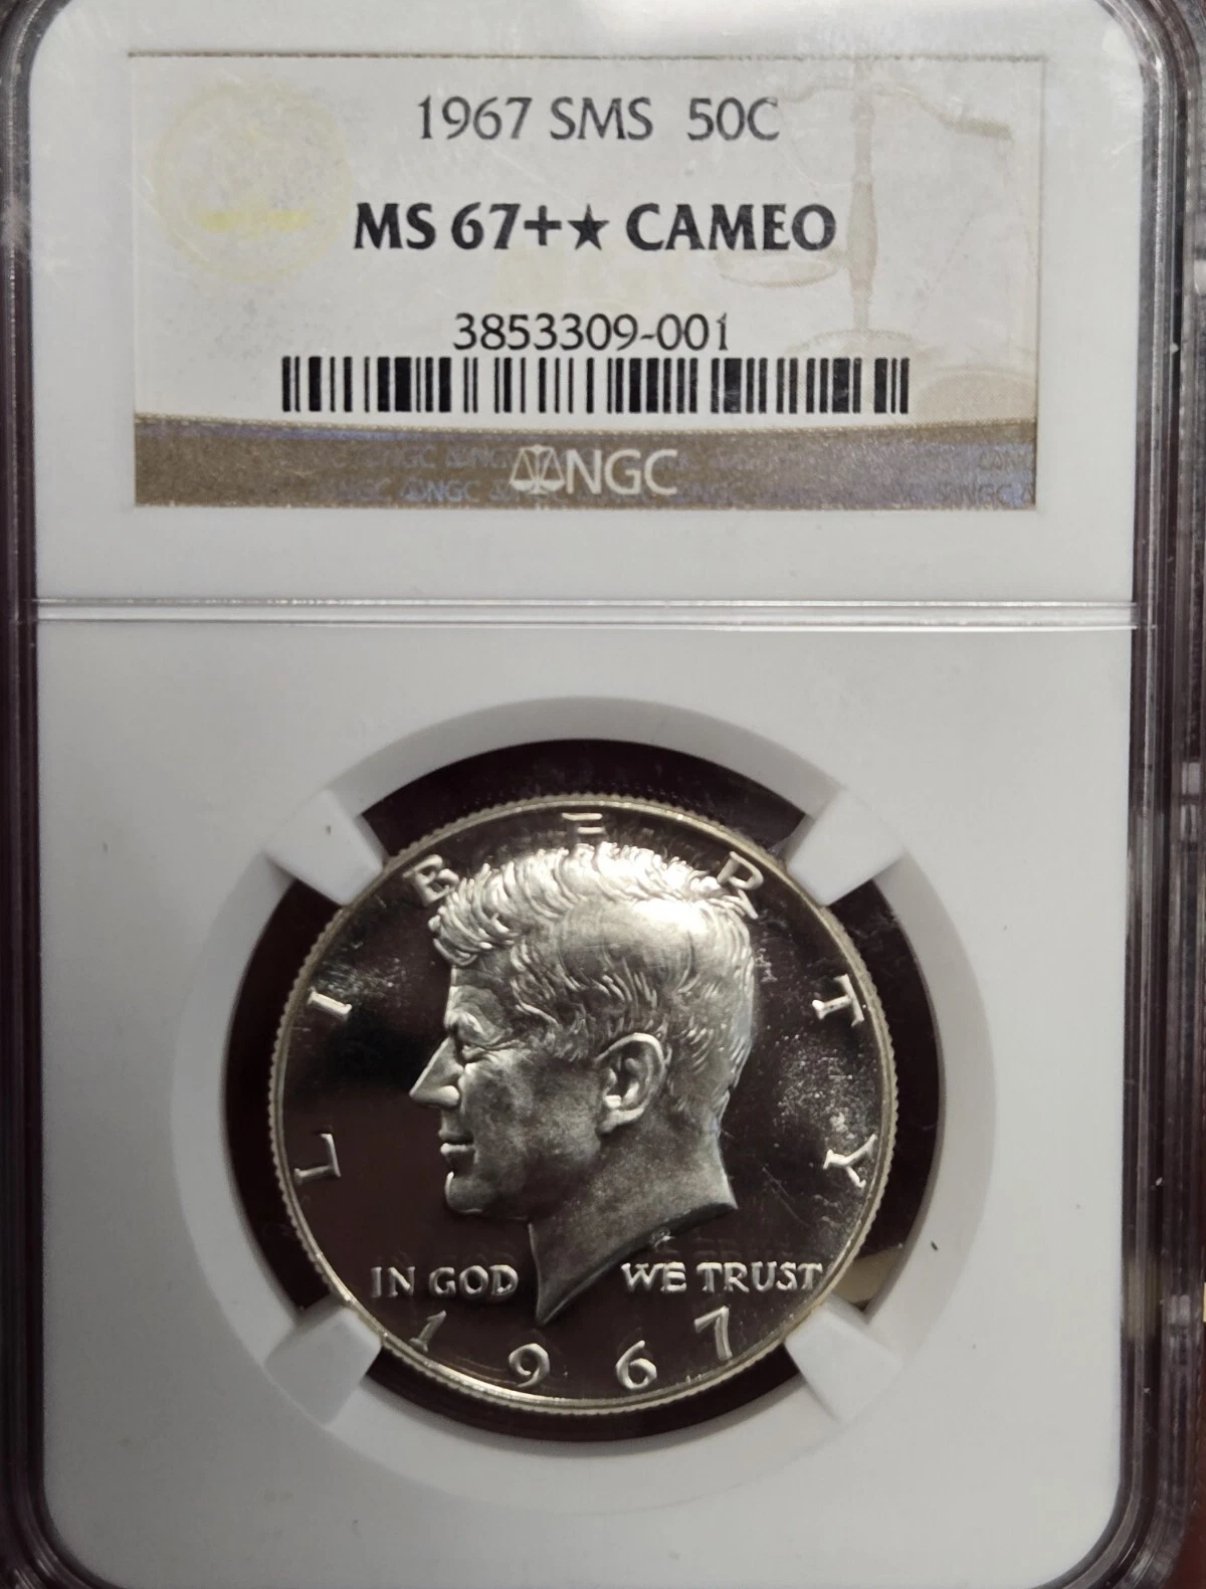 1967 SMS 50C
MS 67+★ CAMEO
3853309-001
NGC
LIBERTY
IN GOD WE TRUST
1967